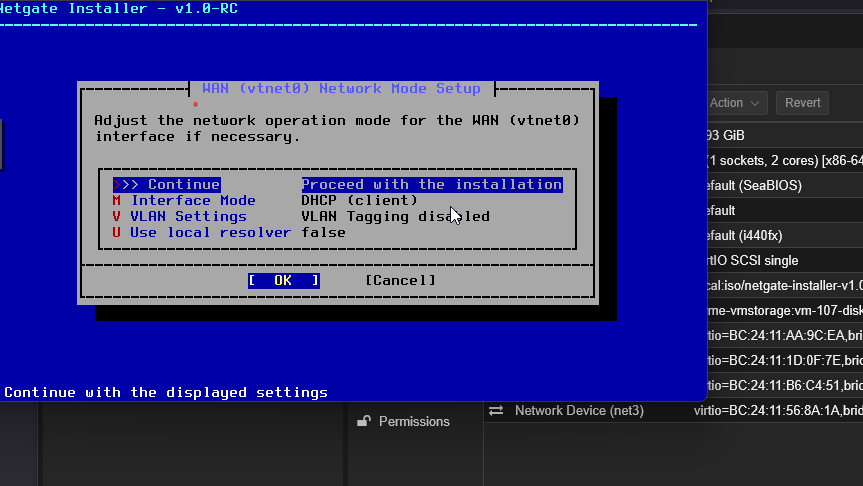 Netgate Installer - v1.0-RC
WAN (vtnet0) Network Mode Setup
Adjust the network operation mode for the WAN (vtnet0)
interface if necessary.
>>> Continue Proceed with the installation
M Interface Mode DHCP (client)
V VLAN Settings VLAN Tagging disabled
U Use local resolver false
[ OK ] [Cancel]
Continue with the displayed settings
Action Revert
93 GiB
(1 sockets, 2 cores) [x86-64
efault (SeaBIOS)
efault
efault (i440fx)
rtIO SCSI single
cal:iso/netgate-installer-v1.0
me-vmstorage:vm-107-disk
tio=BC:24:11:AA:9C:EA,brid
tio=BC:24:11:1D:0F:7E,brid
tio=BC:24:11:B6:C4:51,brid
Network Device (net3) virtio=BC:24:11:56:8A:1A,brid
Permissions